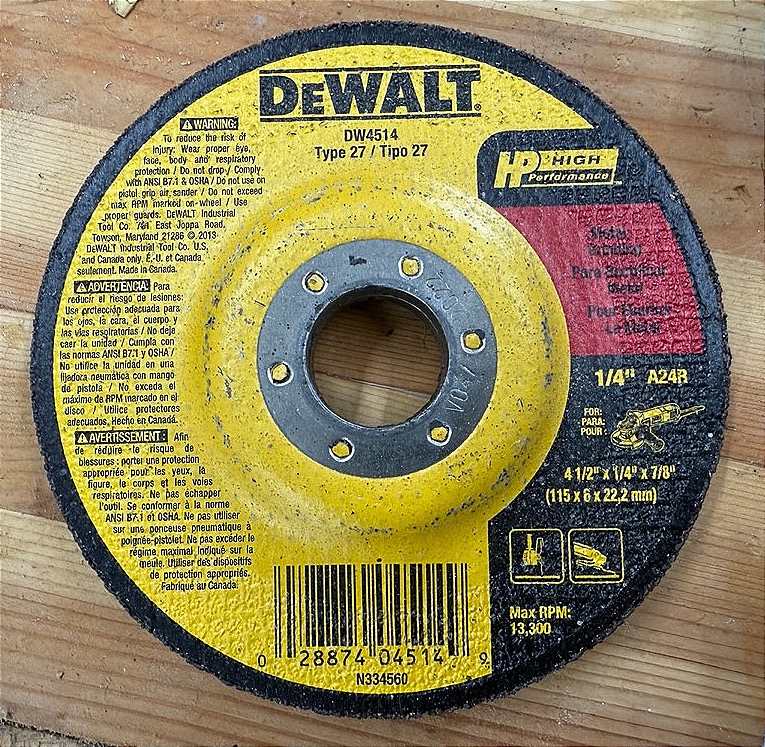 DEWALT®
DW4514
Type 27 / Tipo 27
WARNING:
To reduce the risk of
injury: Wear proper eye,
face, body and respiratory
protection / Do not drop / Comply
with ANSI B7.1 & OSHA / Do not use on
pistol grip air sander / Do not exceed
max RPM marked on wheel / Use
proper guards. DEWALT Industrial
Tool Co. 701 East Joppa Road,
Towson, Maryland 21286 © 2013
DEWALT Industrial Tool Co. U.S.
and Canada only. É.-U. et Canada
seulement. Made in Canada.
ADVERTENCIA: Para
reducir el riesgo de lesiones:
Use protección adecuada para
los ojos, la cara, el cuerpo y
las vías respiratorias / No deje
caer la unidad / Cumpla con
las normas ANSI B7.1 y OSHA /
No utilice la unidad en una
lijadora neumática con mango
de pistola / No exceda el
máximo de RPM marcado en el
disco / Utilice protectores
adecuados. Hecho en Canadá.
AVERTISSEMENT: Afin
de réduire le risque de
blessures : porter une protection
appropriée pour les yeux, la
figure, le corps et les voies
respiratoires. Ne pas échapper
l'outil. Se conformer à la norme
ANSI B7.1 et OSHA. Ne pas utiliser
sur une ponceuse pneumatique à
poignée-pistolet. Ne pas excéder le
régime maximal indiqué sur la
meule. Utiliser des dispositifs
de protection appropriés.
Fabriqué au Canada.
HP HIGH
Performance
Metal
Grinding
Para Rectificar
Metal
Pour Meuler
Le Métal
1/4" A24R
FOR:
PARA:
POUR:
4 1/2" x 1/4" x 7/8"
(115 x 6 x 22,2 mm)
Max RPM:
13,300
0 28874 04514 9
N334560